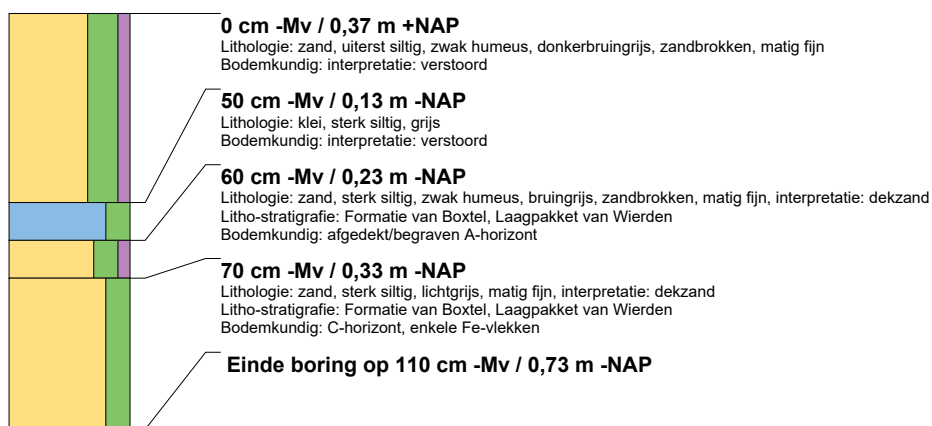 0 cm -Mv / 0,37 m +NAP
Lithologie: zand, uiterst siltig, zwak humeus, donkerbruingrijs, zandbrokken, matig fijn
Bodemkundig: interpretatie: verstoord
50 cm -Mv / 0,13 m -NAP
Lithologie: klei, sterk siltig, grijs
Bodemkundig: interpretatie: verstoord
60 cm -Mv / 0,23 m -NAP
Lithologie: zand, sterk siltig, zwak humeus, bruingrijs, zandbrokken, matig fijn, interpretatie: dekzand
Litho-stratigrafie: Formatie van Boxtel, Laagpakket van Wierden
Bodemkundig: afgedekt/begraven A-horizont
70 cm -Mv / 0,33 m -NAP
Lithologie: zand, sterk siltig, lichtgrijs, matig fijn, interpretatie: dekzand
Litho-stratigrafie: Formatie van Boxtel, Laagpakket van Wierden
Bodemkundig: C-horizont, enkele Fe-vlekken
Einde boring op 110 cm -Mv / 0,73 m -NAP